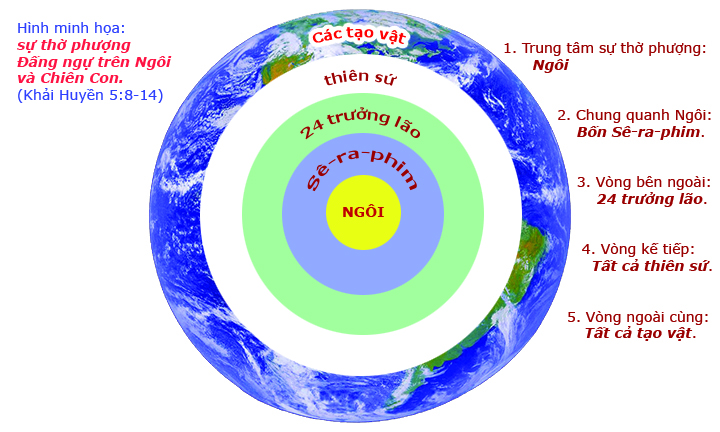 Hình minh họa:
sự thờ phượng
Đấng ngự trên Ngôi
và Chiên Con.
(Khải Huyền 5:8-14)
Các tạo vật
thiên sứ
24 trưởng lão
Sê-ra-phim
NGÔI
1. Trung tâm sự thờ phượng:
Ngôi
2. Chung quanh Ngôi:
Bốn Sê-ra-phim.
3. Vòng bên ngoài:
24 trưởng lão.
4. Vòng kế tiếp:
Tất cả thiên sứ.
5. Vòng ngoài cùng:
Tất cả tạo vật.